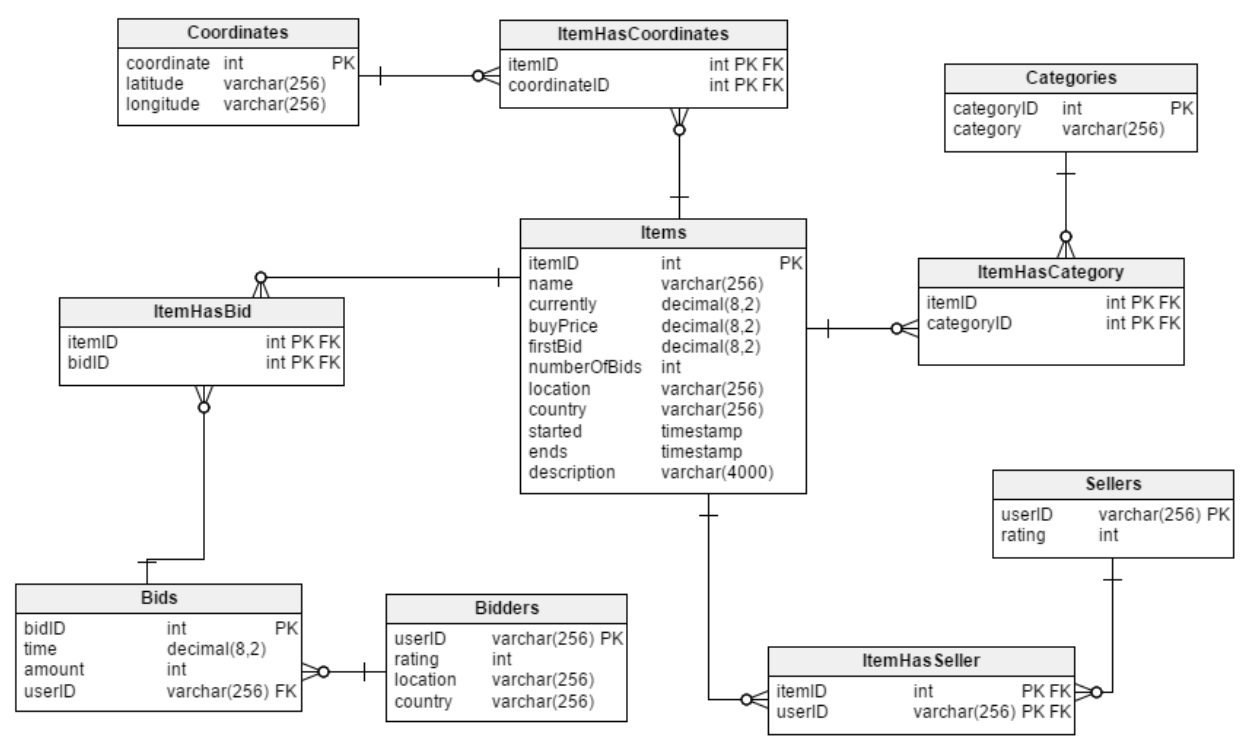 Coordinates
coordinate int PK
latitude varchar(256)
longitude varchar(256)
ItemHasCoordinates
itemID int PK FK
coordinateID int PK FK
Categories
categoryID int PK
category varchar(256)
Items
itemID int PK
name varchar(256)
currently decimal(8,2)
buyPrice decimal(8,2)
firstBid decimal(8,2)
numberOfBids int
location varchar(256)
country varchar(256)
started timestamp
ends timestamp
description varchar(4000)
ItemHasCategory
itemID int PK FK
categoryID int PK FK
ItemHasBid
itemID int PK FK
bidID int PK FK
Sellers
userID varchar(256) PK
rating int
Bids
bidID int PK
time decimal(8,2)
amount int
userID varchar(256) FK
Bidders
userID varchar(256) PK
rating int
location varchar(256)
country varchar(256)
ItemHasSeller
itemID int PK FK
userID varchar(256) PK FK